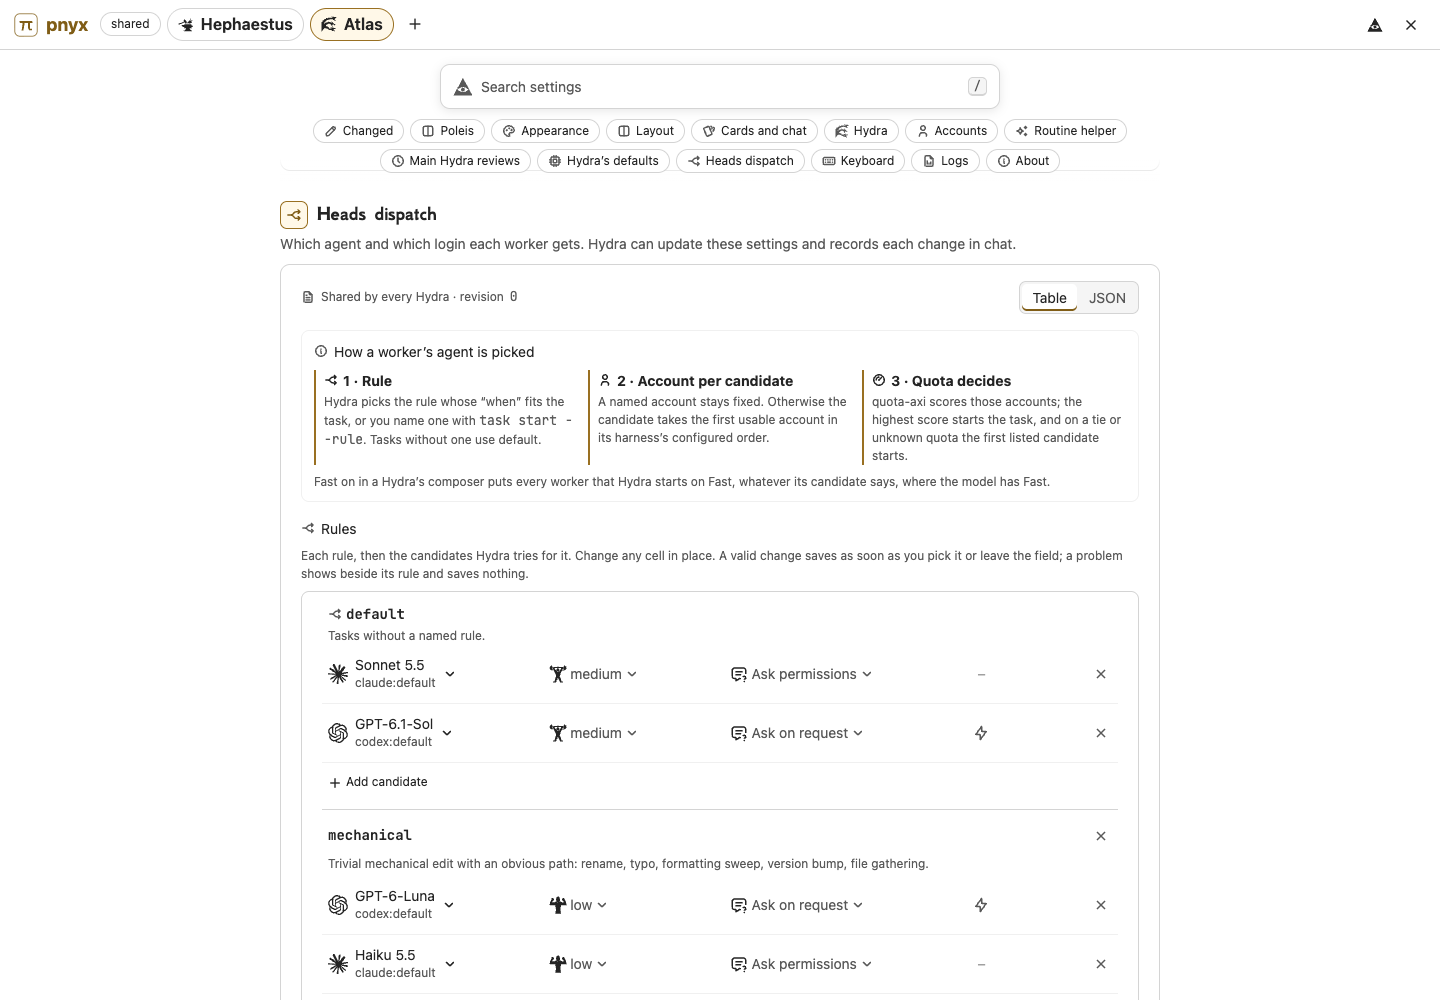 pnyx
shared
Hephaestus
Atlas
Search settings
/
Changed
Poleis
Appearance
Layout
Cards and chat
Hydra
Accounts
Routine helper
Main Hydra reviews
Hydra’s defaults
Heads dispatch
Keyboard
Logs
About
Heads dispatch
Which agent and which login each worker gets. Hydra can update these settings and records each change in chat.
Shared by every Hydra · revision 0
Table
JSON
How a worker’s agent is picked
1 · Rule
Hydra picks the rule whose “when” fits the
task, or you name one with task start -
-rule. Tasks without one use default.
2 · Account per candidate
A named account stays fixed. Otherwise the
candidate takes the first usable account in
its harness’s configured order.
3 · Quota decides
quota-axi scores those accounts; the
highest score starts the task, and on a tie or
unknown quota the first listed candidate
starts.
Fast on in a Hydra’s composer puts every worker that Hydra starts on Fast, whatever its candidate says, where the model has Fast.
Rules
Each rule, then the candidates Hydra tries for it. Change any cell in place. A valid change saves as soon as you pick it or leave the field; a problem
shows beside its rule and saves nothing.
default
Tasks without a named rule.
Sonnet 5.5
claude:default
medium
Ask permissions
–
GPT-6.1-Sol
codex:default
medium
Ask on request
Add candidate
mechanical
Trivial mechanical edit with an obvious path: rename, typo, formatting sweep, version bump, file gathering.
GPT-6-Luna
codex:default
low
Ask on request
Haiku 5.5
claude:default
low
Ask permissions
–